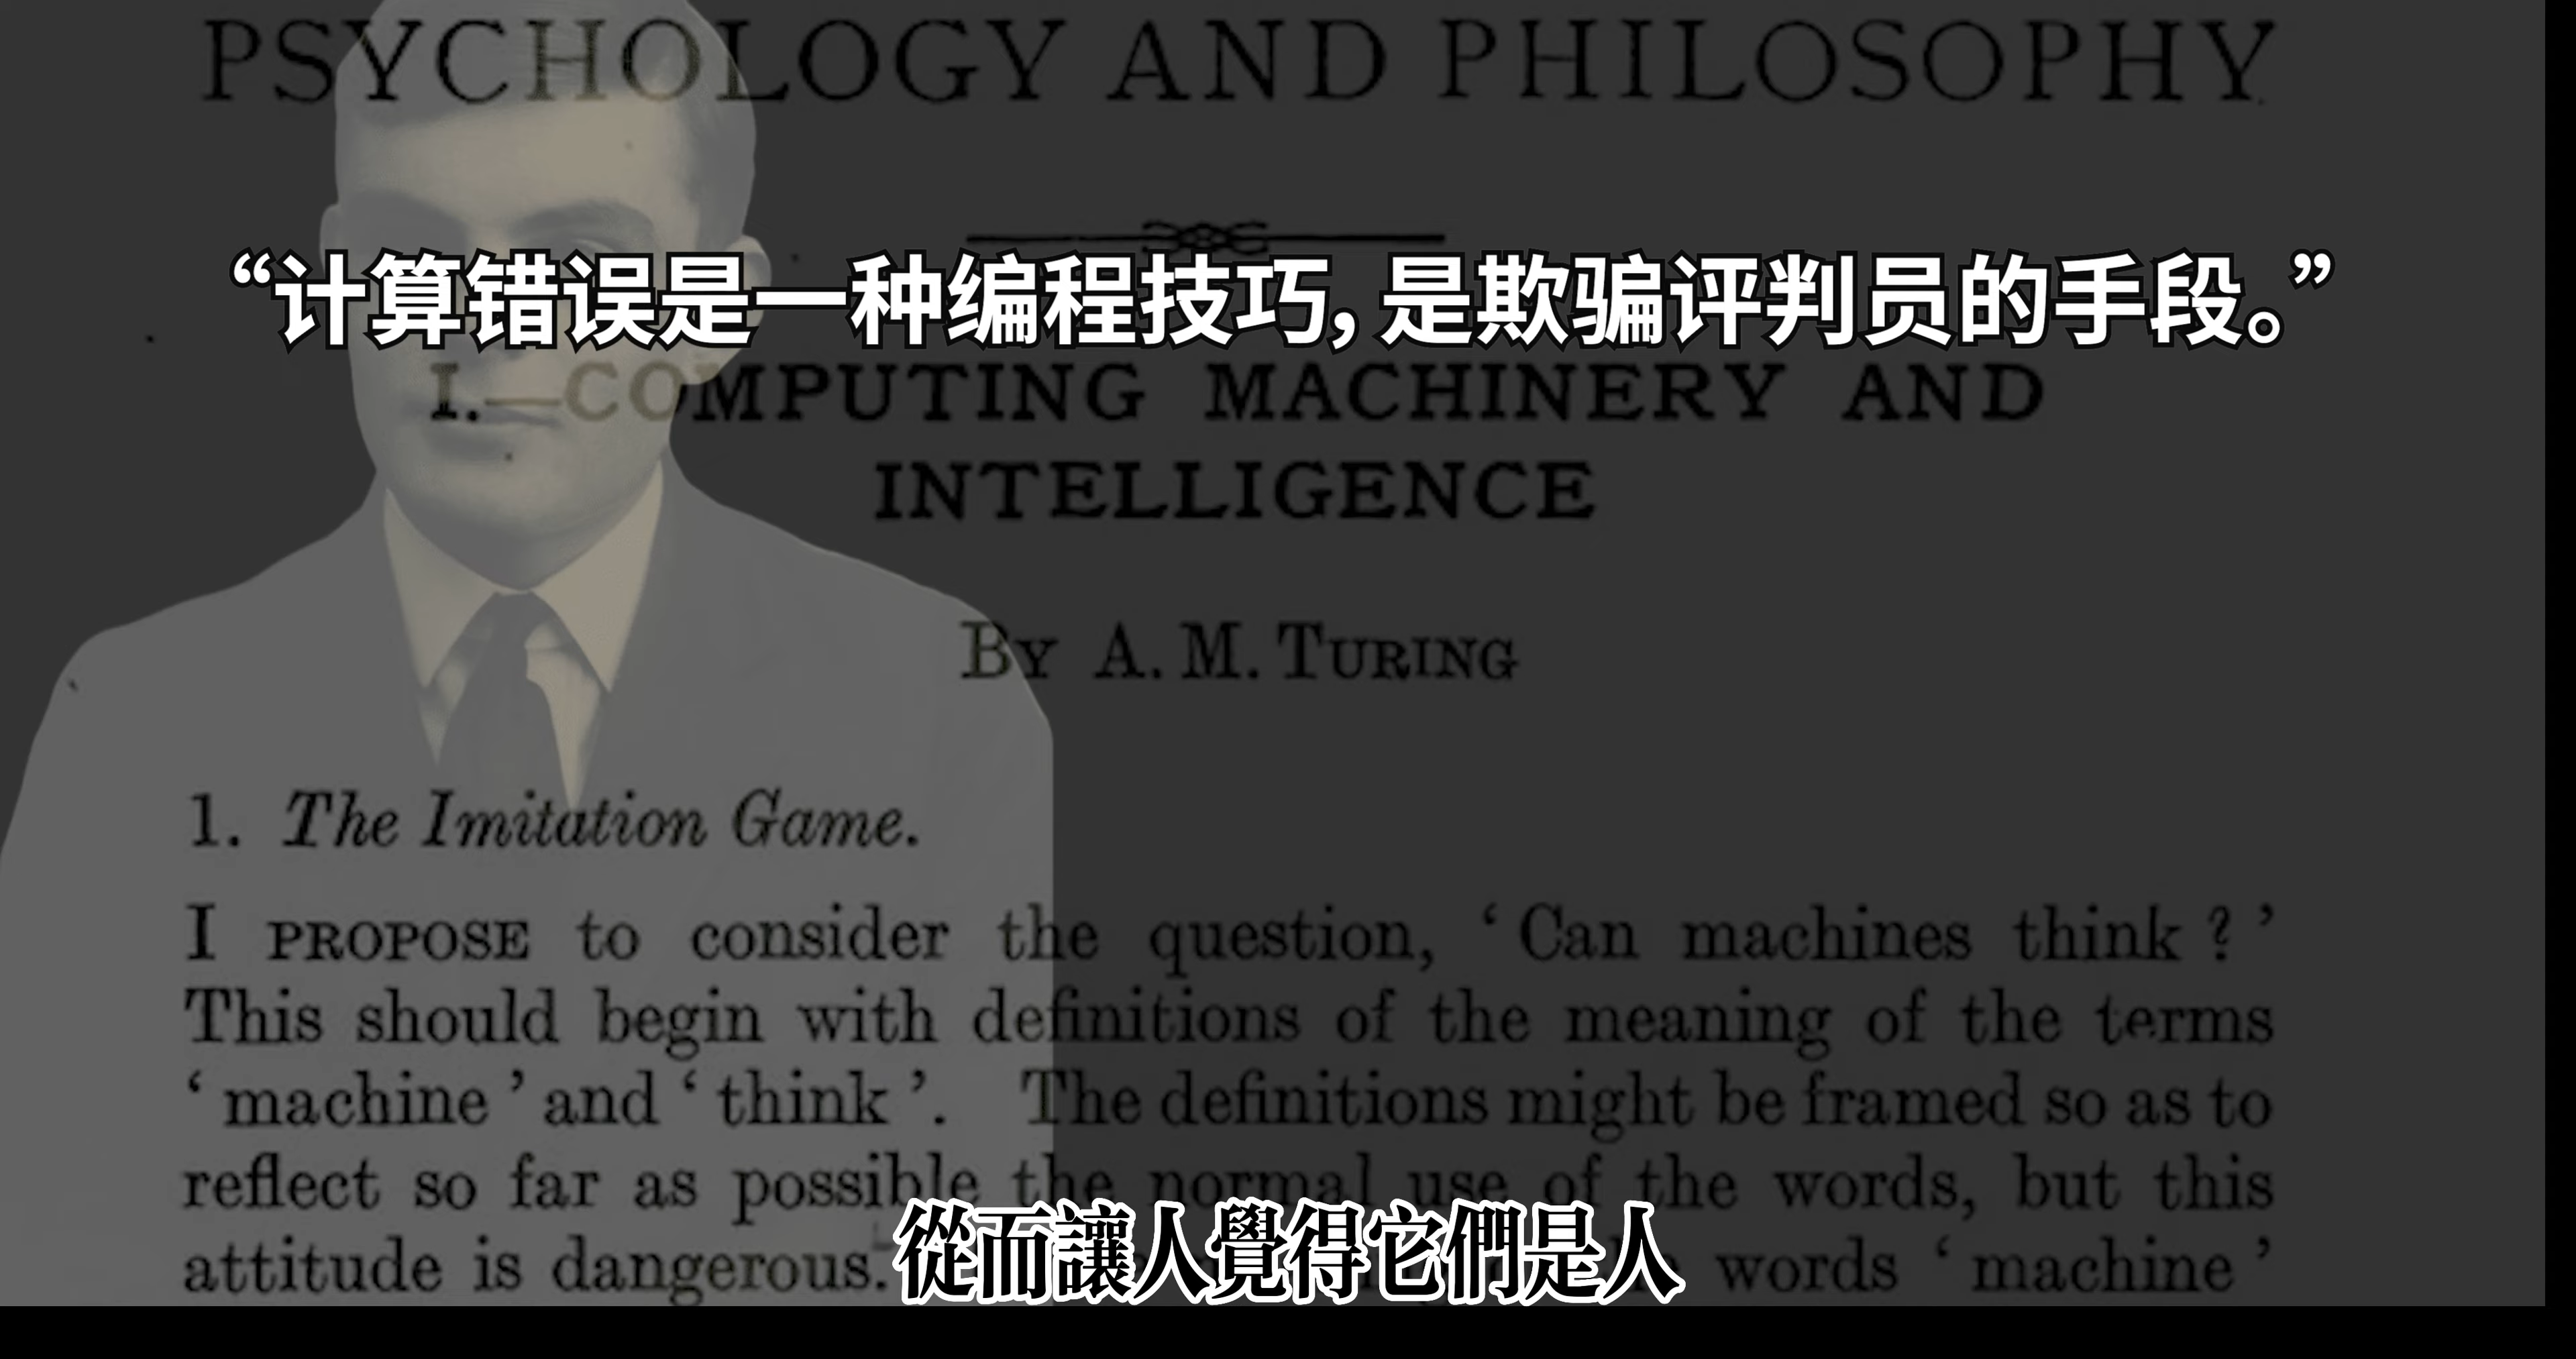 PSYCHOLOGY AND PHILOSOPHY
“计算错误是一种编程技巧，是欺骗评判员的手段。”
I.—COMPUTING MACHINERY AND
INTELLIGENCE
BY A. M. TURING
1. The Imitation Game.
I PROPOSE to consider the question, ‘Can machines think?’
This should begin with definitions of the meaning of the terms
‘machine’ and ‘think’. The definitions might be framed so as to
reflect so far as possible the normal use of the words, but this
attitude is dangerous. words ‘machine’
從而讓人覺得它們是人